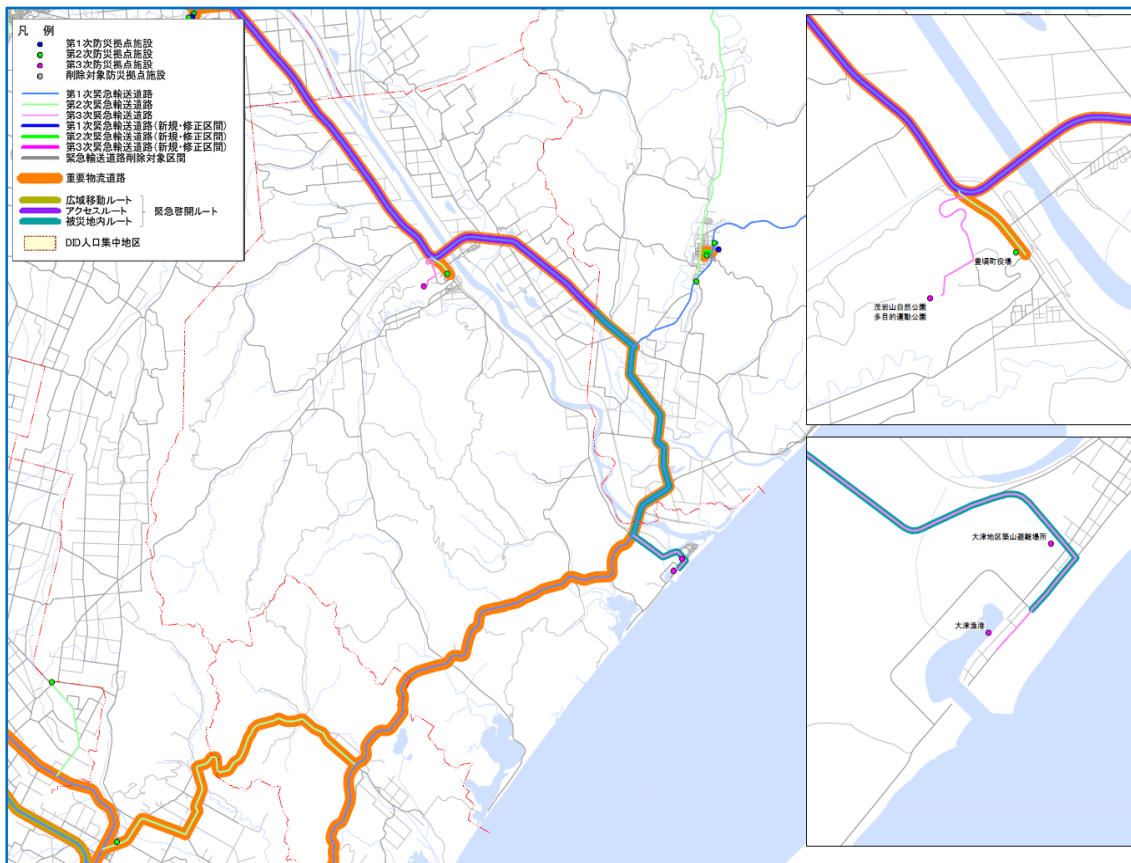 凡 例
第1次防災拠点施設
第2次防災拠点施設
第3次防災拠点施設
削除対象防災拠点施設
第1次緊急輸送道路
第2次緊急輸送道路
第3次緊急輸送道路
第1次緊急輸送道路(新規・修正区間)
第2次緊急輸送道路(新規・修正区間)
第3次緊急輸送道路(新規・修正区間)
緊急輸送道路削除対象区間
重要物流道路
広域移動ルート
アクセスルート
被災地内ルート
緊急啓開ルート
DID人口集中地区
豊頃町役場
茂岩山自然公園
多目的運動公園
大津地区築山避難場所
大津漁港